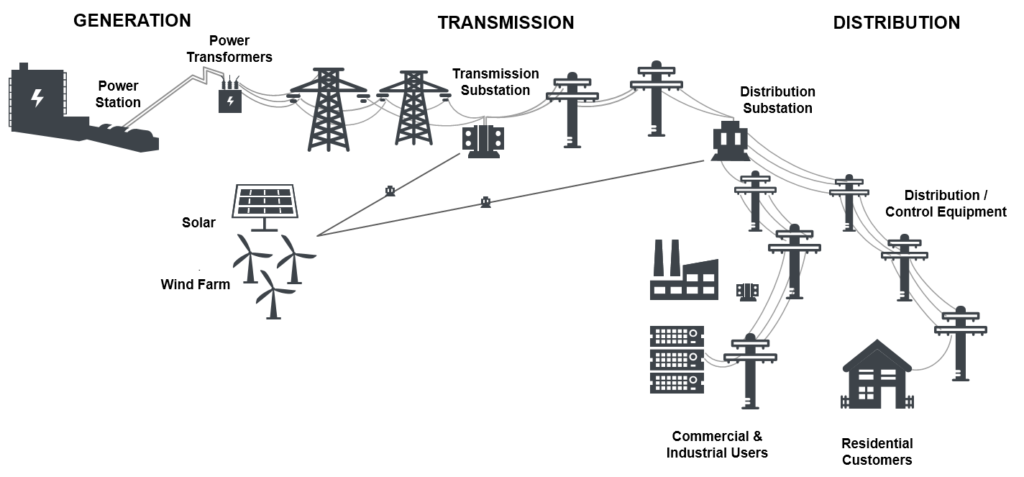 GENERATION
TRANSMISSION
DISTRIBUTION
Power
Transformers
Power
Station
Transmission
Substation
Distribution
Substation
Solar
Wind Farm
Distribution /
Control Equipment
Commercial &
Industrial Users
Residential
Customers